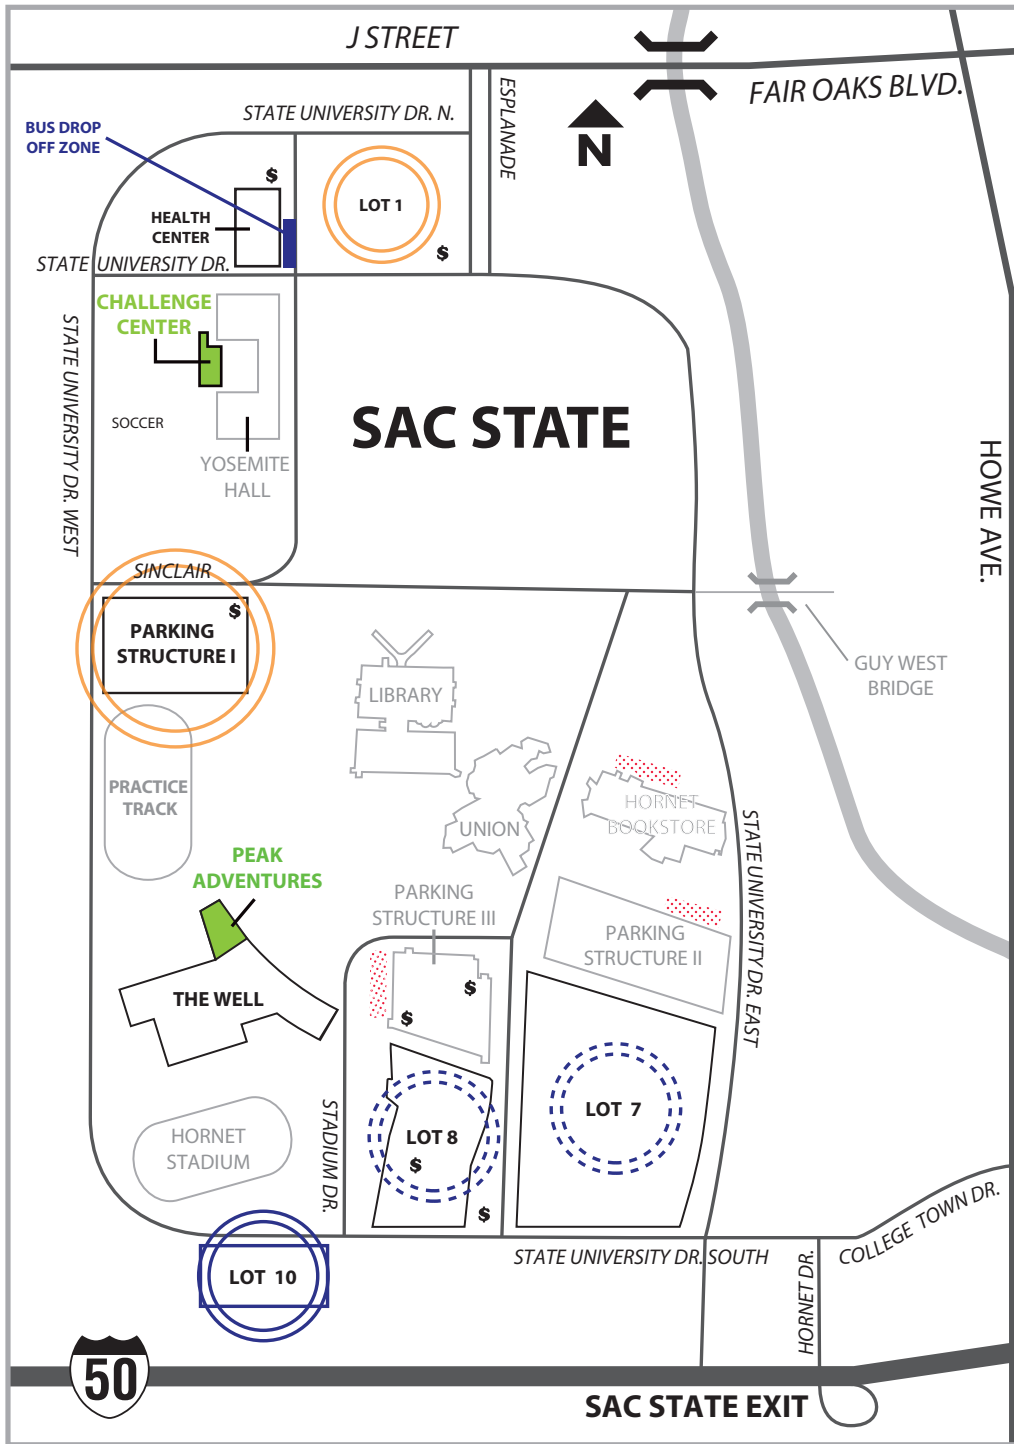 J STREET
FAIR OAKS BLVD.
STATE UNIVERSITY DR. N.
ESPLANADE
N
BUS DROP
OFF ZONE
$
LOT 1
HEALTH
CENTER
$
STATE UNIVERSITY DR.
CHALLENGE
CENTER
STATE UNIVERSITY DR. WEST
SOCCER
SAC STATE
YOSEMITE
HALL
HOWE AVE.
SINCLAIR
$
PARKING
STRUCTURE I
GUY WEST
BRIDGE
LIBRARY
PRACTICE
TRACK
HORNET
BOOKSTORE
UNION
STATE UNIVERSITY DR. EAST
PEAK
ADVENTURES
PARKING
STRUCTURE III
PARKING
STRUCTURE II
$
$
THE WELL
LOT 7
STADIUM DR.
LOT 8
$
HORNET
STADIUM
$
COLLEGE TOWN DR.
STATE UNIVERSITY DR. SOUTH
HORNET DR.
LOT 10
50
SAC STATE EXIT